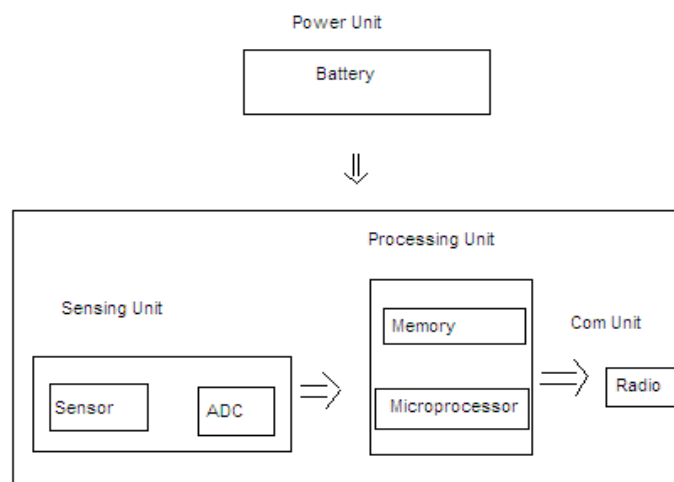 Power Unit
Battery
Processing Unit
Sensing Unit
Memory
Com Unit
Sensor
ADC
Microprocessor
Radio